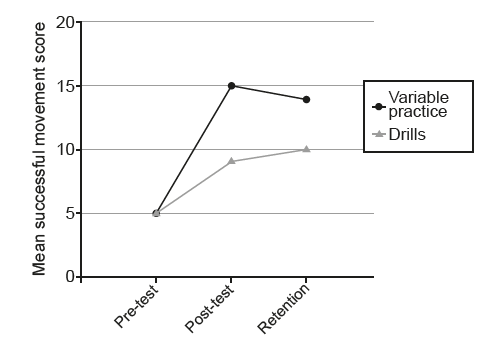 Mean successful movement score
20
15
10
5
0
Pre-test
Post-test
Retention
Variable
practice
Drills